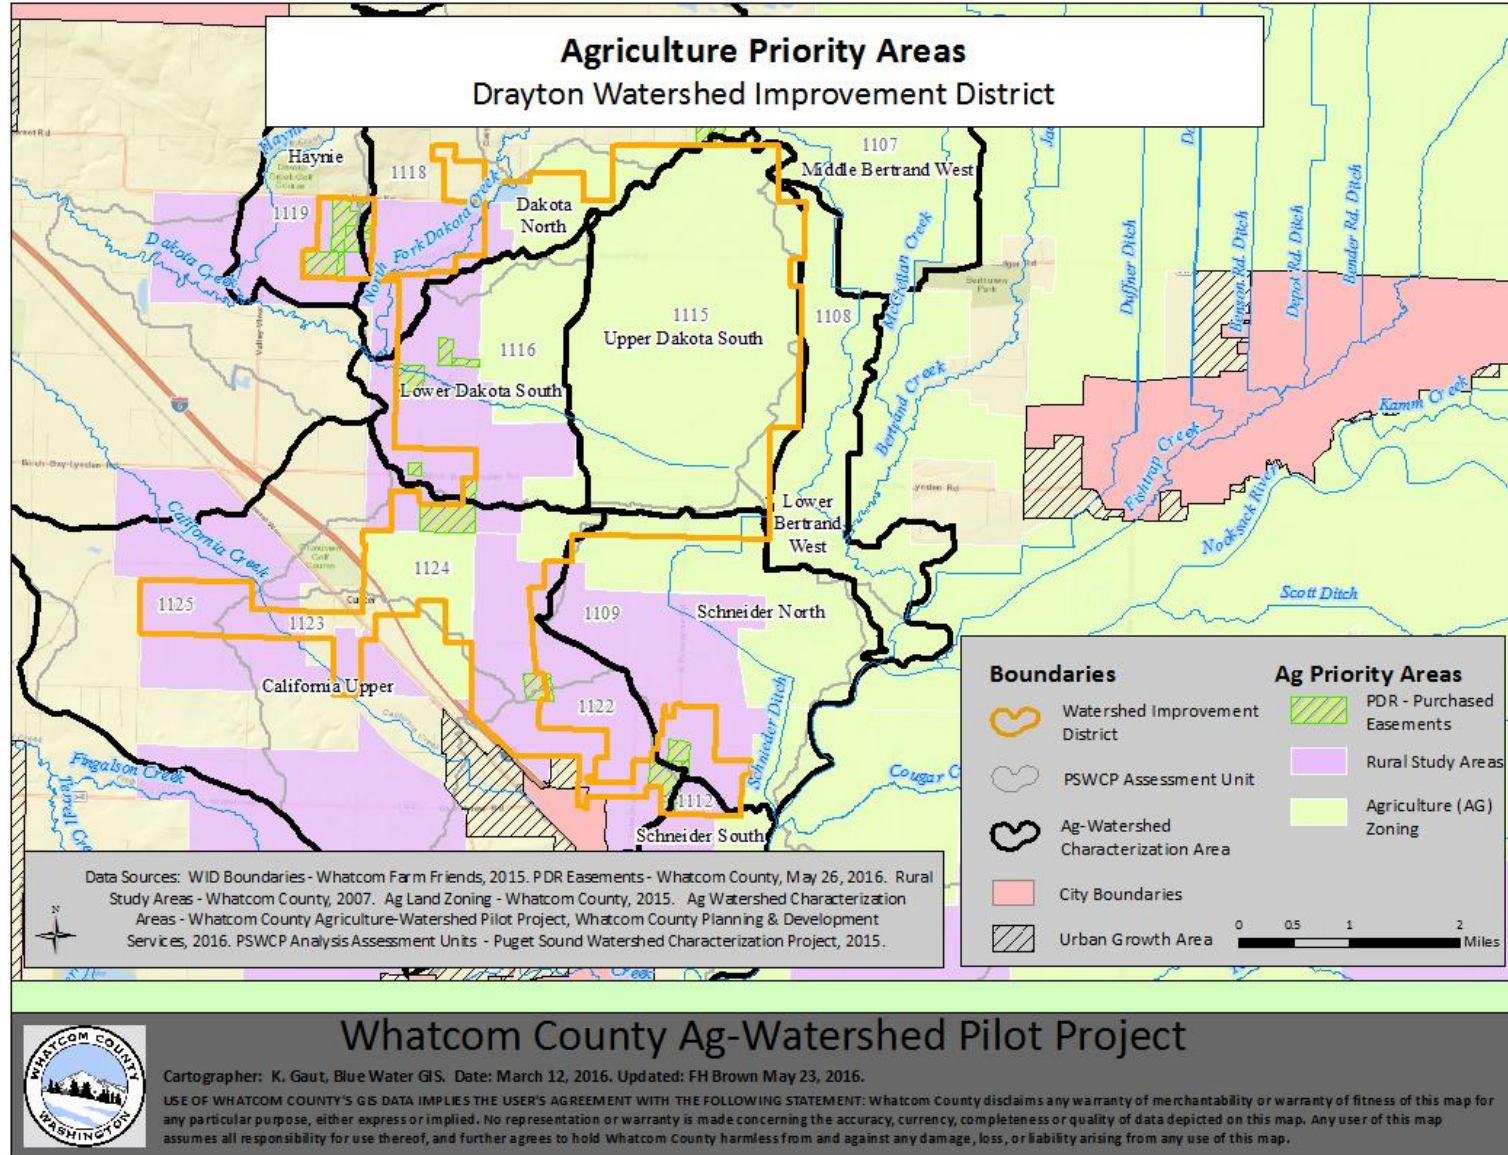 Agriculture Priority Areas
Drayton Watershed Improvement District
Haynie
1118
1107
Middle Bertrand West
1119
Dakota
North
North Fork Dakota Creek
Dakota Creek
McClellan Creek
Duffner Ditch
Benson Rd. Ditch
Depot Rd. Ditch
Bender Rd. Ditch
1115
Upper Dakota South
1108
1116
Lower Dakota South
Bertrand Creek
Kamm Creek
Fishtrap Creek
Birch-Bay-Lynden Rd
Lynden Rd
Lower
Bertrand
West
Nooksack River
California Creek
1124
Custer
1125
1123
1109
Schneider North
Scott Ditch
California Upper
1122
Schnieder Ditch
Fingalson Creek
Cougar C
1112
Schneider South
Creek
Boundaries
Watershed Improvement
District
PSWCP Assessment Unit
Ag-Watershed
Characterization Area
City Boundaries
Urban Growth Area
Ag Priority Areas
PDR - Purchased
Easements
Rural Study Areas
Agriculture (AG)
Zoning
0 0.5 1 2
Miles
N
Data Sources: WID Boundaries - Whatcom Farm Friends, 2015. PDR Easements - Whatcom County, May 26, 2016. Rural
Study Areas - Whatcom County, 2007. Ag Land Zoning - Whatcom County, 2015. Ag Watershed Characterization
Areas - Whatcom County Agriculture-Watershed Pilot Project, Whatcom County Planning & Development
Services, 2016. PSWCP Analysis Assessment Units - Puget Sound Watershed Characterization Project, 2015.
WHATCOM COUNTY
WASHINGTON
Whatcom County Ag-Watershed Pilot Project
Cartographer: K. Gaut, Blue Water GIS. Date: March 12, 2016. Updated: FH Brown May 23, 2016.
USE OF WHATCOM COUNTY'S GIS DATA IMPLIES THE USER'S AGREEMENT WITH THE FOLLOWING STATEMENT: Whatcom County disclaims any warranty of merchantability or warranty of fitness of this map for
any particular purpose, either express or implied. No representation or warranty is made concerning the accuracy, currency, completeness or quality of data depicted on this map. Any user of this map
assumes all responsibility for use thereof, and further agrees to hold Whatcom County harmless from and against any damage, loss, or liability arising from any use of this map.